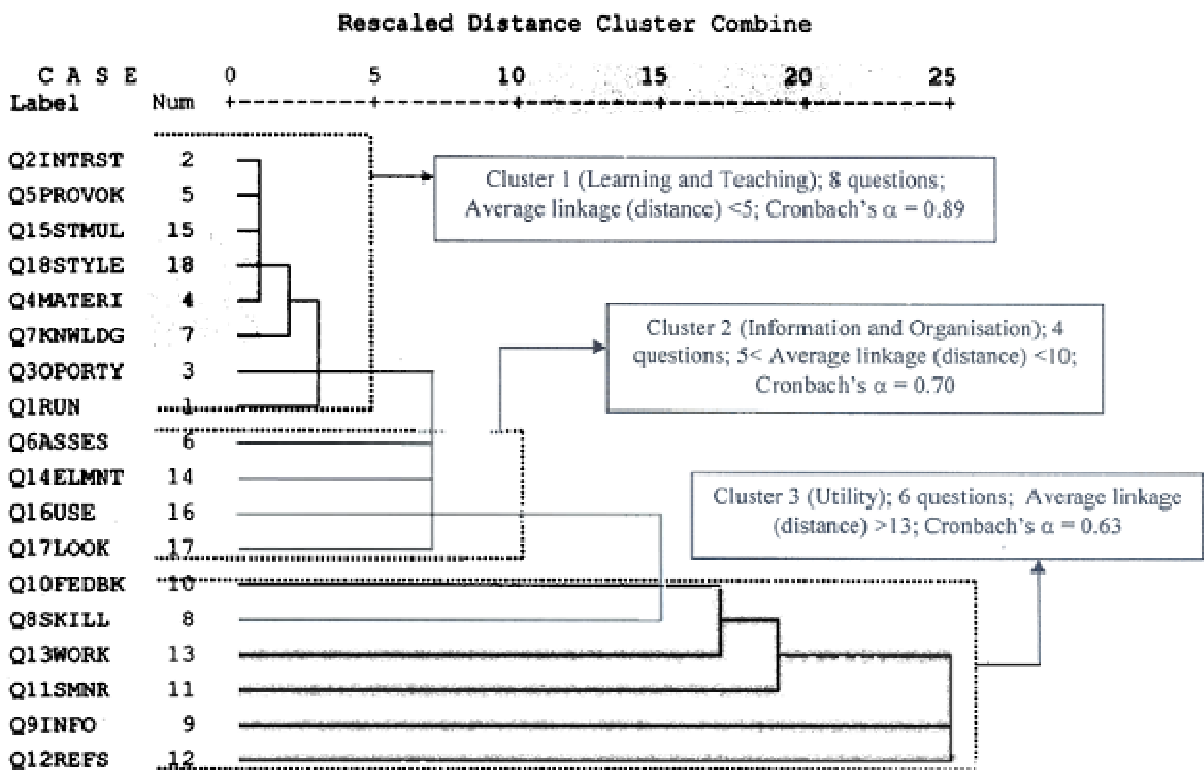 Rescaled Distance Cluster Combine
C A S E 0 5 10 15 20 25
Label Num
Q2INTRST 2
Q5PROVOK 5
Q15STMUL 15
Q18STYLE 18
Q4MATERI 4
Q7KNWLDG 7
Q3OPORTY 3
Q1RUN 1
Q6ASSES 6
Q14ELMNT 14
Q16USE 16
Q17LOOK 17
Q10FEDBK 10
Q8SKILL 8
Q13WORK 13
Q11SMNR 11
Q9INFO 9
Q12REFS 12
Cluster 1 (Learning and Teaching); 8 questions;
Average linkage (distance) <5; Cronbach's α = 0.89
Cluster 2 (Information and Organisation); 4
questions; 5< Average linkage (distance) <10;
Cronbach's α = 0.70
Cluster 3 (Utility); 6 questions; Average linkage
(distance) >13; Cronbach's α = 0.63